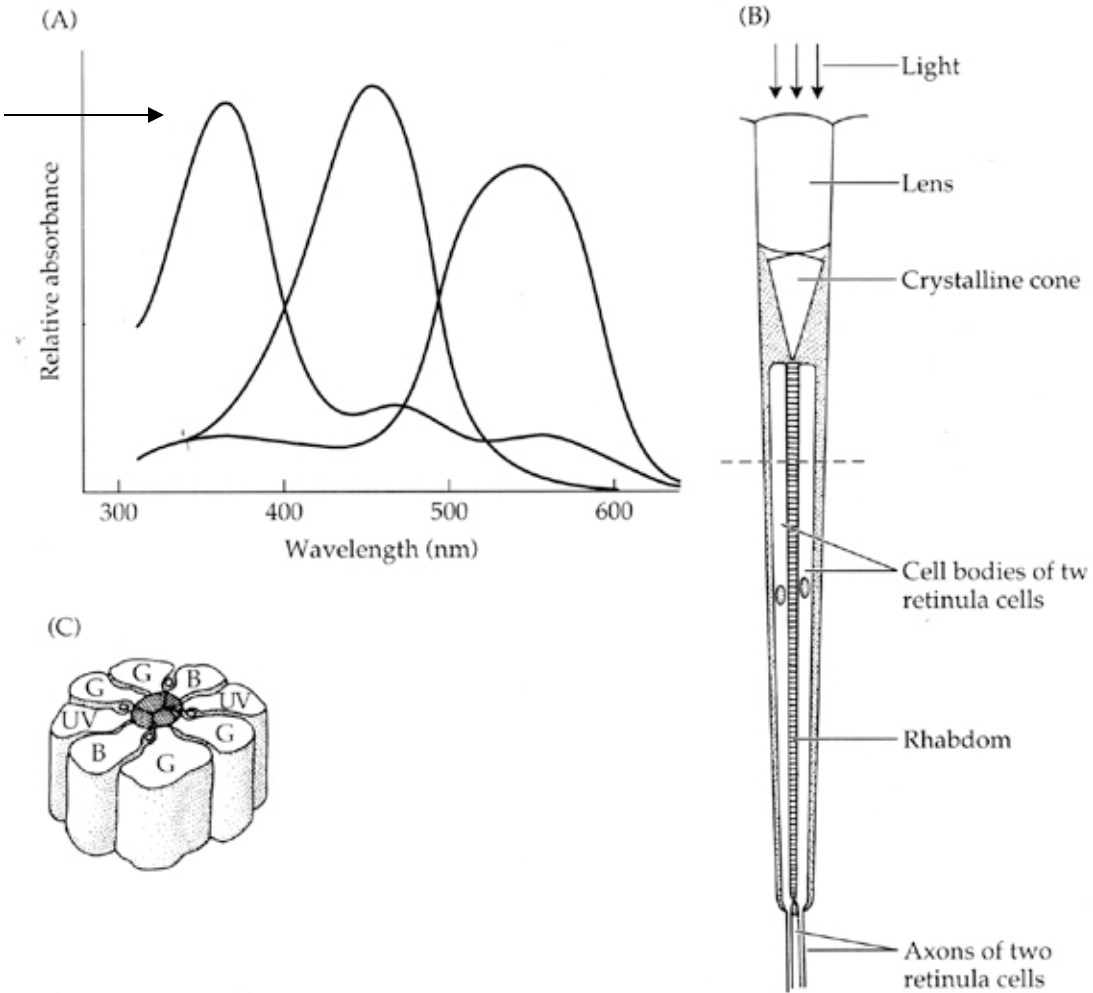 (A)
Relative absorbance
300
400
500
600
Wavelength (nm)
(B)
Light
Lens
Crystalline cone
Cell bodies of tw
retinula cells
Rhabdom
Axons of two
retinula cells
(C)
G
B
G
UV
UV
G
B
G